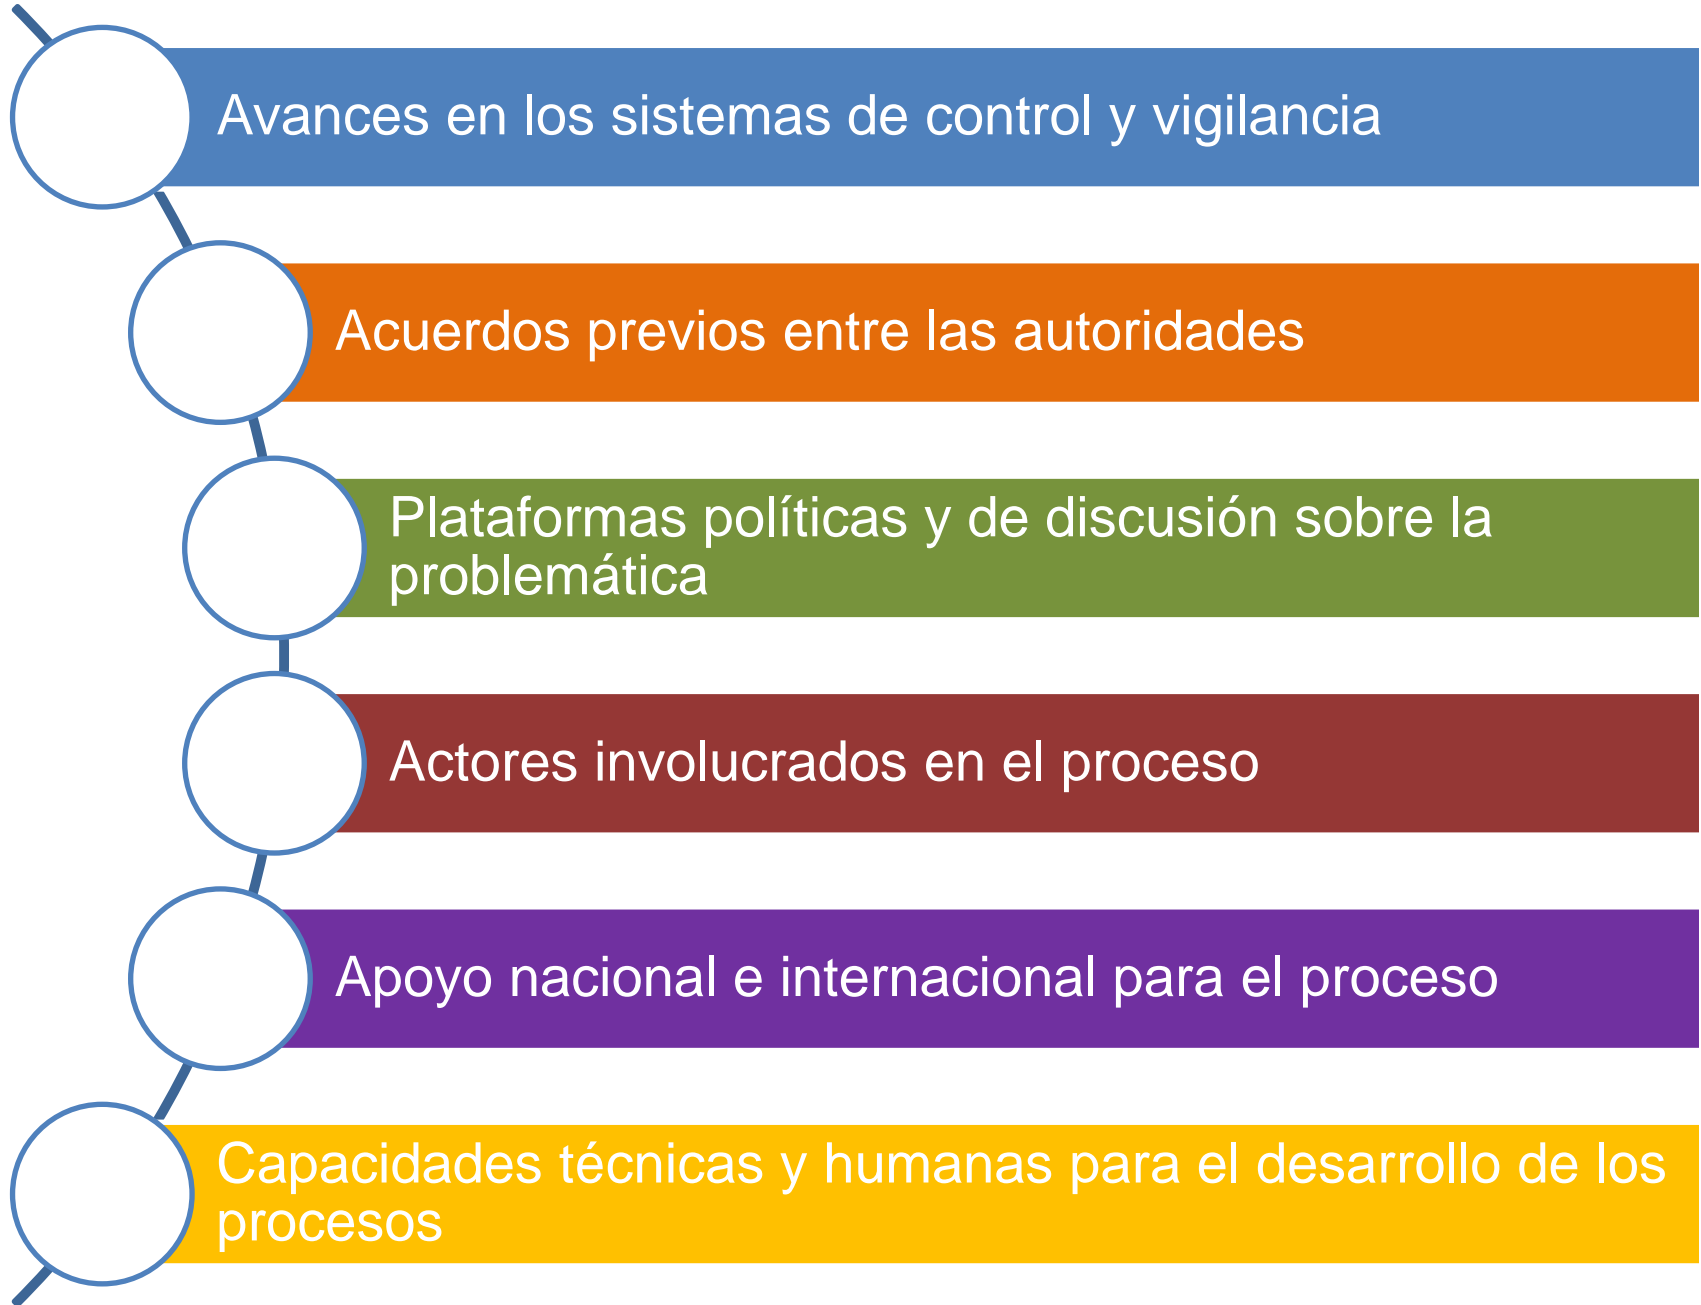 Avances en los sistemas de control y vigilancia
Acuerdos previos entre las autoridades
Plataformas políticas y de discusión sobre la
problemática
Actores involucrados en el proceso
Apoyo nacional e internacional para el proceso
Capacidades técnicas y humanas para el desarrollo de los
procesos